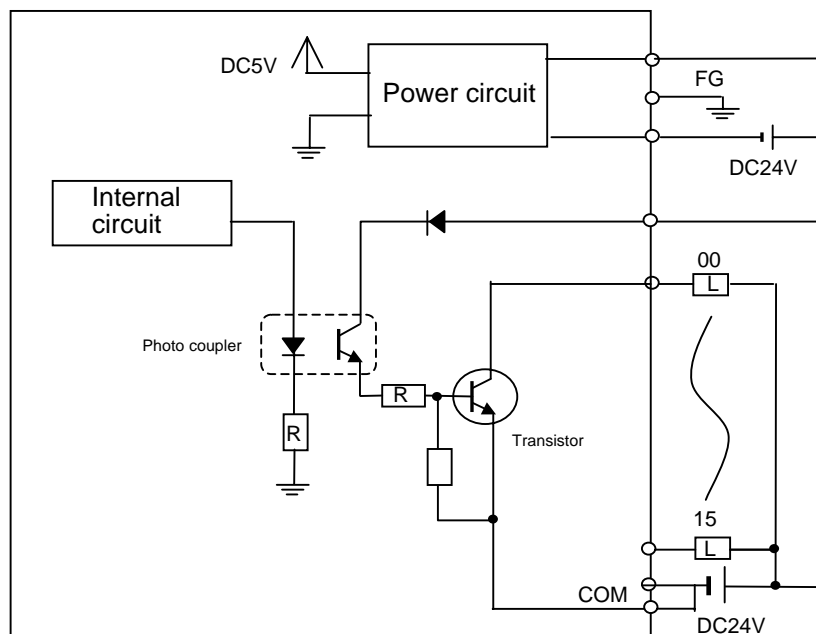 DC5V
Power circuit
FG
DC24V
Internal
circuit
00
L
Photo coupler
R
R
Transistor
15
L
COM
DC24V